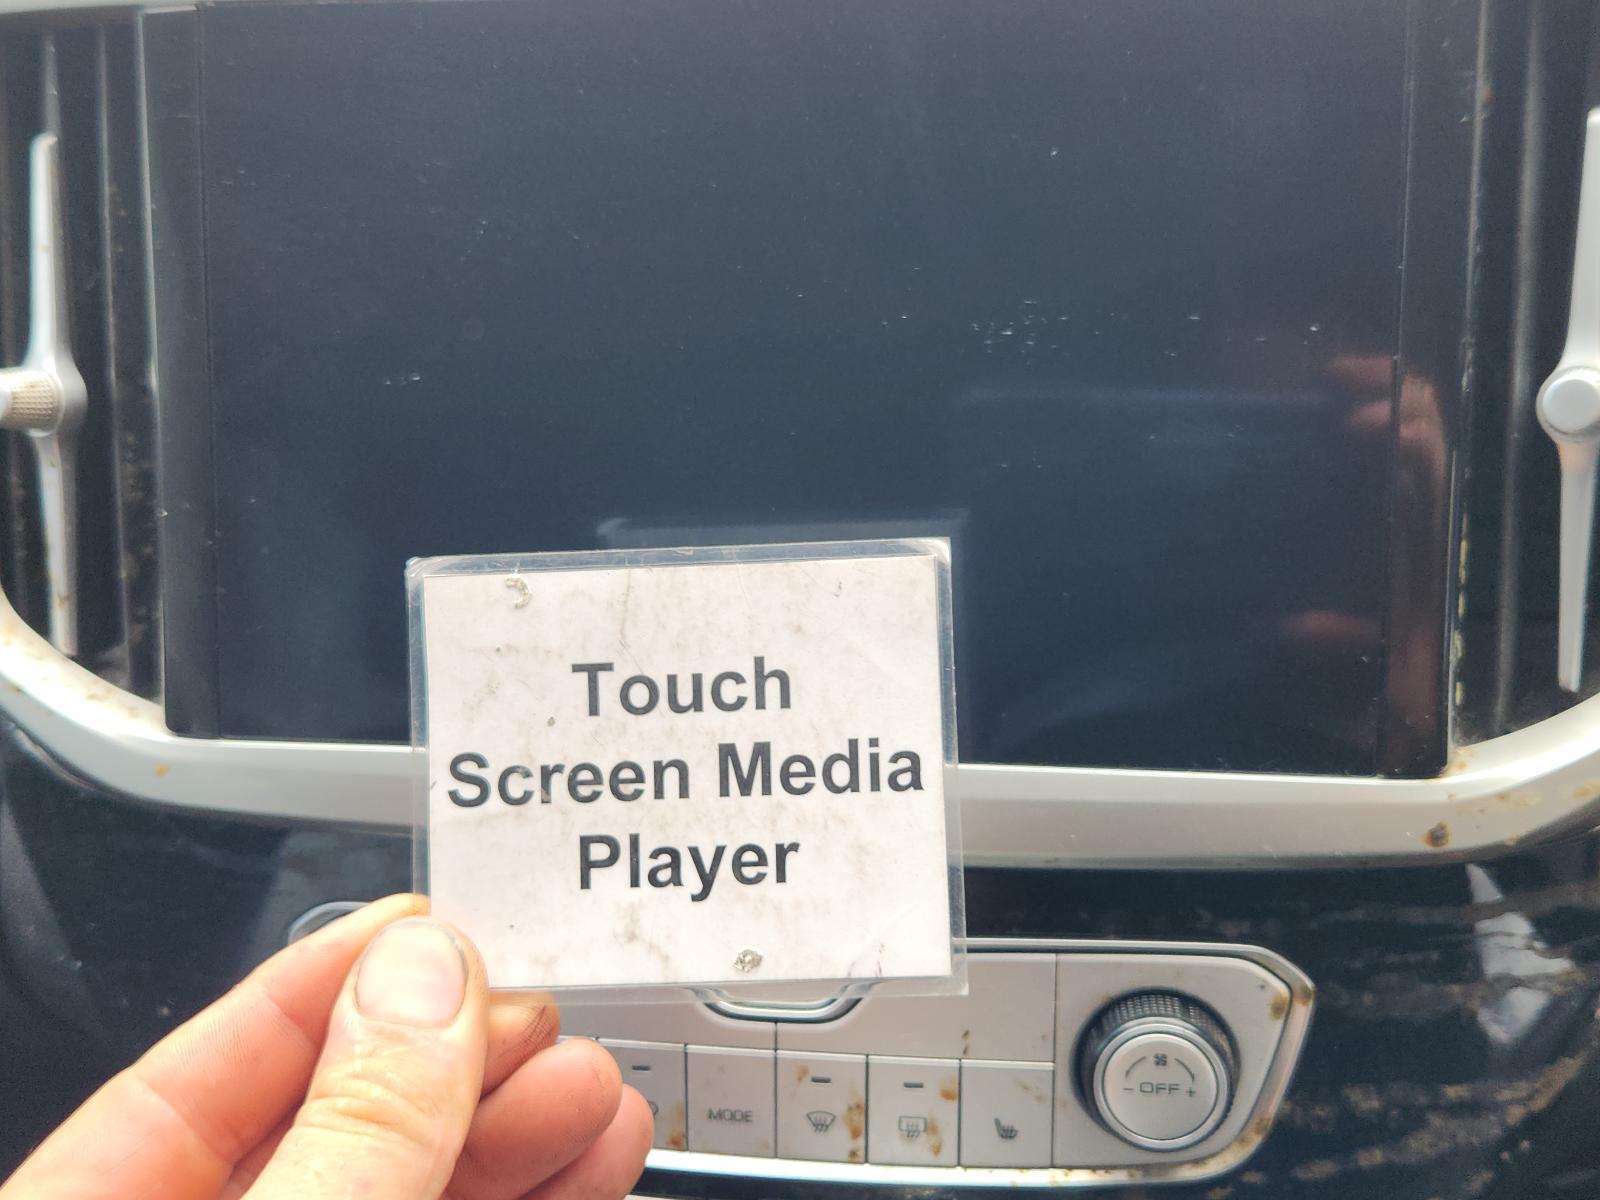 Touch
Screen Media
Player
MODE
- OFF +